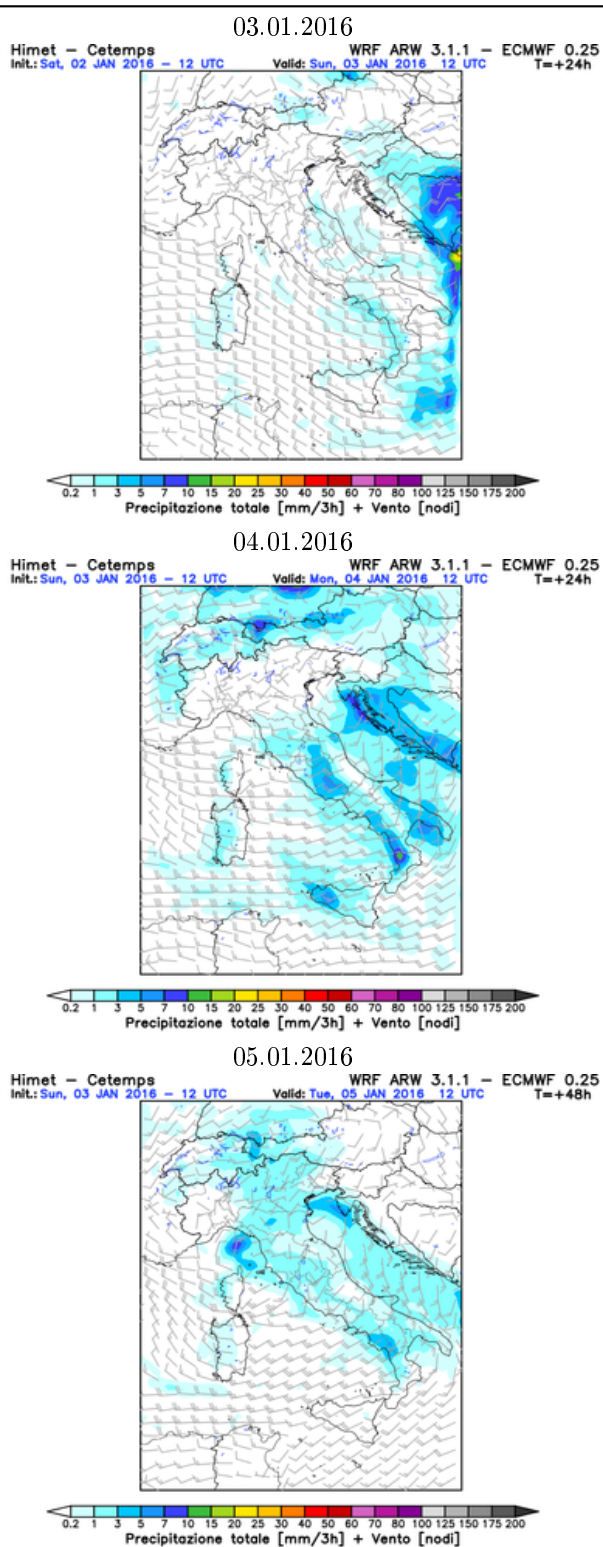 03.01.2016
Himet – Cetemps WRF ARW 3.1.1 – ECMWF 0.25
Init.: Sat, 02 JAN 2016 – 12 UTC Valid: Sun, 03 JAN 2016 12 UTC T=+24h
0.2 1 3 5 7 10 15 20 25 30 40 50 60 70 80 100 125 150 175 200
Precipitazione totale [mm/3h] + Vento [nodi]
04.01.2016
Himet – Cetemps WRF ARW 3.1.1 – ECMWF 0.25
Init.: Sun, 03 JAN 2016 – 12 UTC Valid: Mon, 04 JAN 2016 12 UTC T=+24h
0.2 1 3 5 7 10 15 20 25 30 40 50 60 70 80 100 125 150 175 200
Precipitazione totale [mm/3h] + Vento [nodi]
05.01.2016
Himet – Cetemps WRF ARW 3.1.1 – ECMWF 0.25
Init.: Sun, 03 JAN 2016 – 12 UTC Valid: Tue, 05 JAN 2016 12 UTC T=+48h
0.2 1 3 5 7 10 15 20 25 30 40 50 60 70 80 100 125 150 175 200
Precipitazione totale [mm/3h] + Vento [nodi]